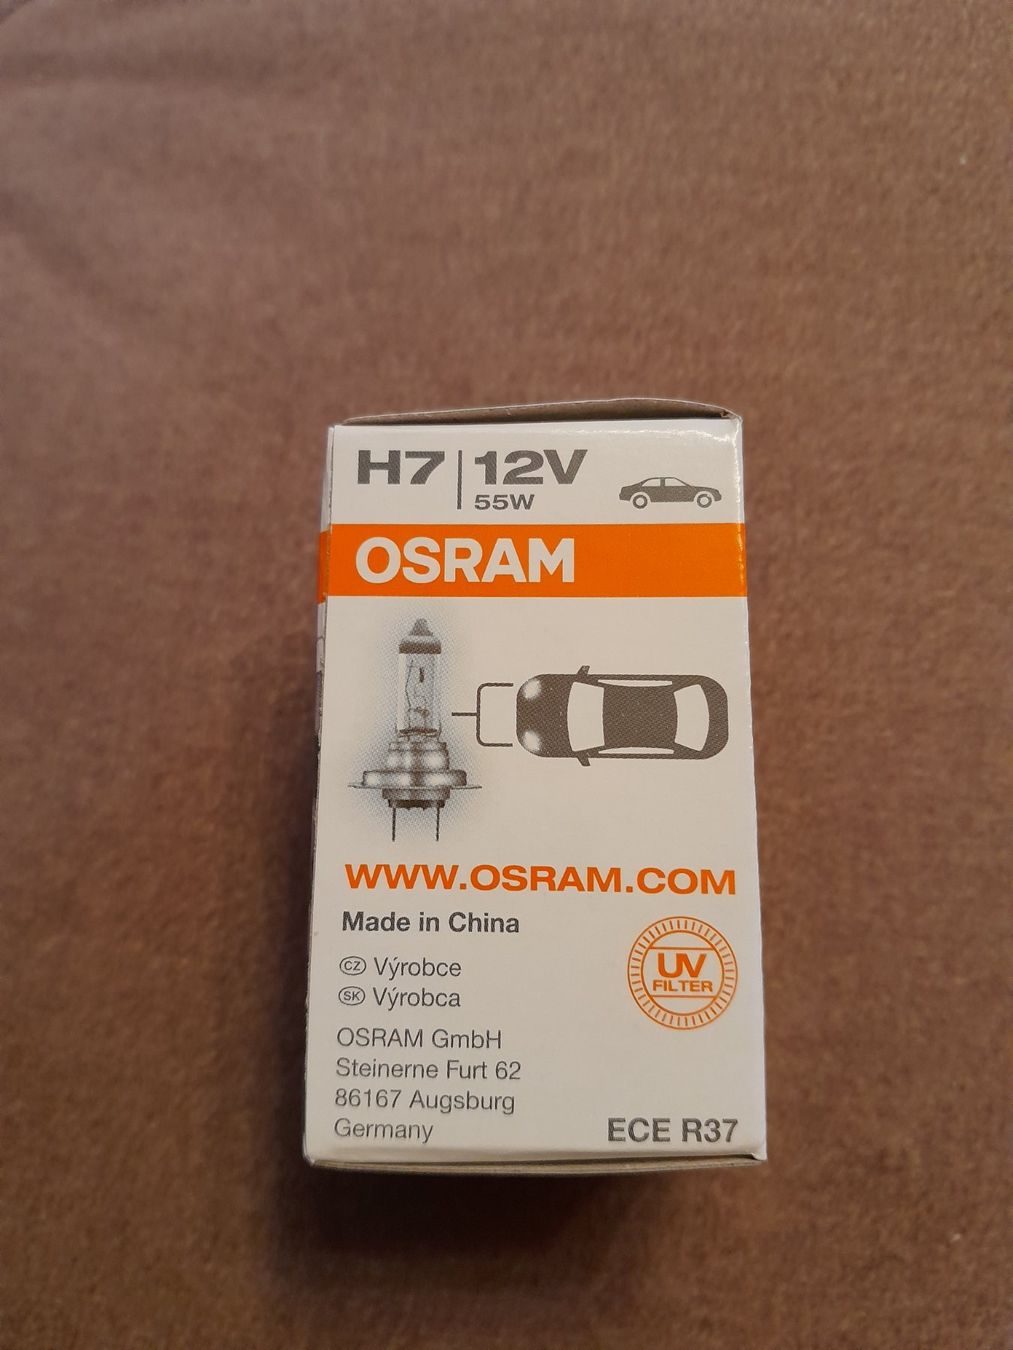 H7 12V
55W
OSRAM
WWW.OSRAM.COM
Made in China
CZ Výrobce
SK Výrobca
UV
FILTER
OSRAM GmbH
Steinerne Furt 62
86167 Augsburg
Germany
ECE R37